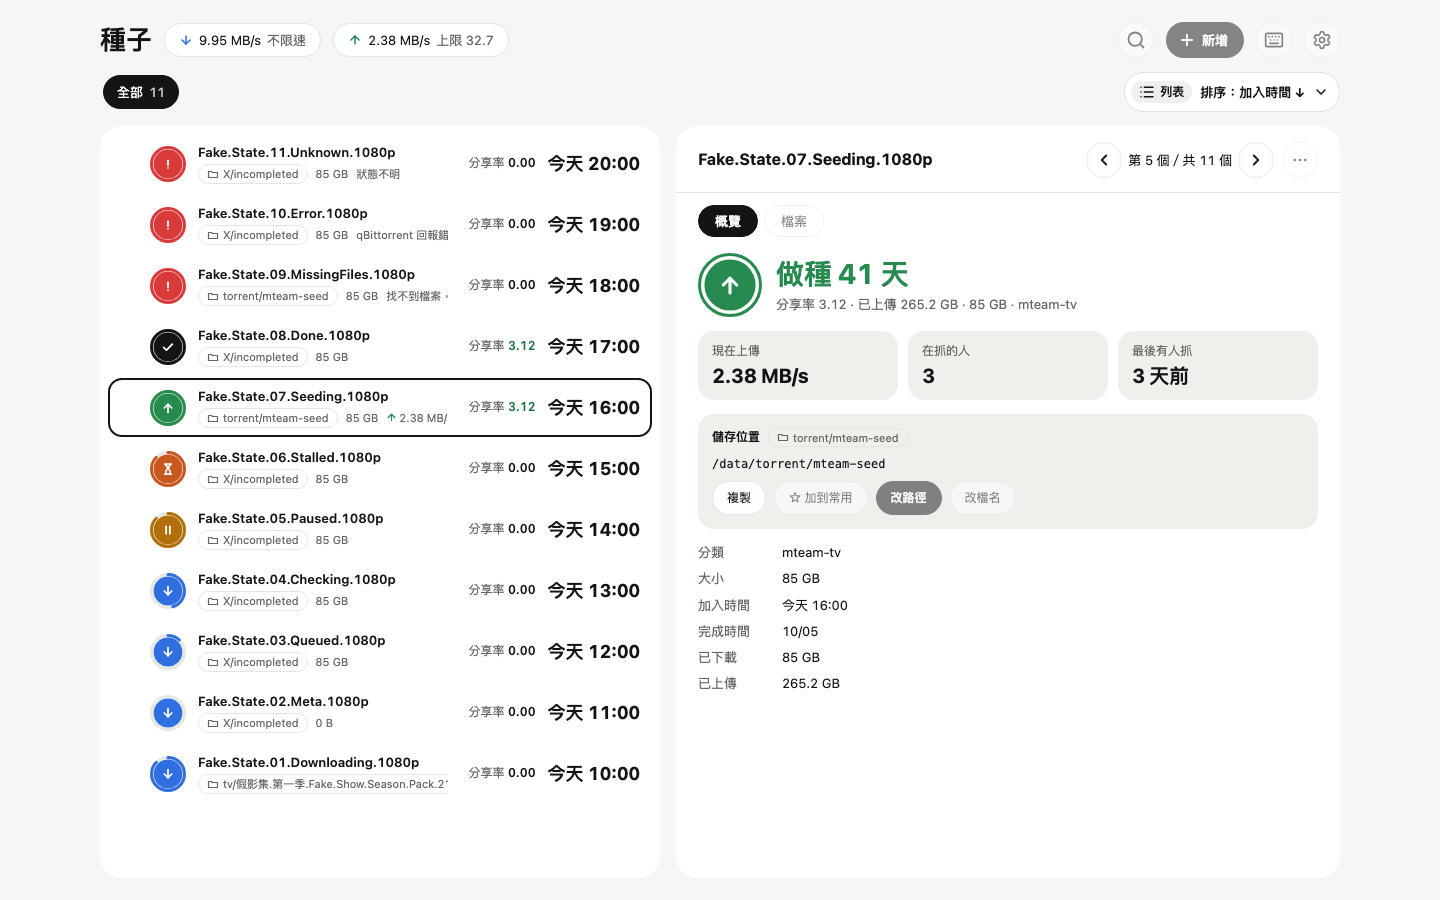 種子 9.95 MB/s 不限速 2.38 MB/s 上限 32.7 新增
全部 11 列表 排序：加入時間 ↓
Fake.State.11.Unknown.1080p
X/incompleted 85 GB 狀態不明
分享率 0.00 今天 20:00
Fake.State.10.Error.1080p
X/incompleted 85 GB qBittorrent 回報錯
分享率 0.00 今天 19:00
Fake.State.09.MissingFiles.1080p
torrent/mteam-seed 85 GB 找不到檔案，
分享率 0.00 今天 18:00
Fake.State.08.Done.1080p
X/incompleted 85 GB
分享率 3.12 今天 17:00
Fake.State.07.Seeding.1080p
torrent/mteam-seed 85 GB 2.38 MB/
分享率 3.12 今天 16:00
Fake.State.06.Stalled.1080p
X/incompleted 85 GB
分享率 0.00 今天 15:00
Fake.State.05.Paused.1080p
X/incompleted 85 GB
分享率 0.00 今天 14:00
Fake.State.04.Checking.1080p
X/incompleted 85 GB
分享率 0.00 今天 13:00
Fake.State.03.Queued.1080p
X/incompleted 85 GB
分享率 0.00 今天 12:00
Fake.State.02.Meta.1080p
X/incompleted 0 B
分享率 0.00 今天 11:00
Fake.State.01.Downloading.1080p
tv/假影集.第一季.Fake.Show.Season.Pack.
分享率 0.00 今天 10:00
Fake.State.07.Seeding.1080p 第 5 個 / 共 11 個
概覽 檔案
做種 41 天
分享率 3.12 · 已上傳 265.2 GB · 85 GB · mteam-tv
現在上傳
2.38 MB/s
在抓的人
3
最後有人抓
3 天前
儲存位置 torrent/mteam-seed
/data/torrent/mteam-seed
複製 加到常用 改路徑 改檔名
分類 mteam-tv
大小 85 GB
加入時間 今天 16:00
完成時間 10/05
已下載 85 GB
已上傳 265.2 GB